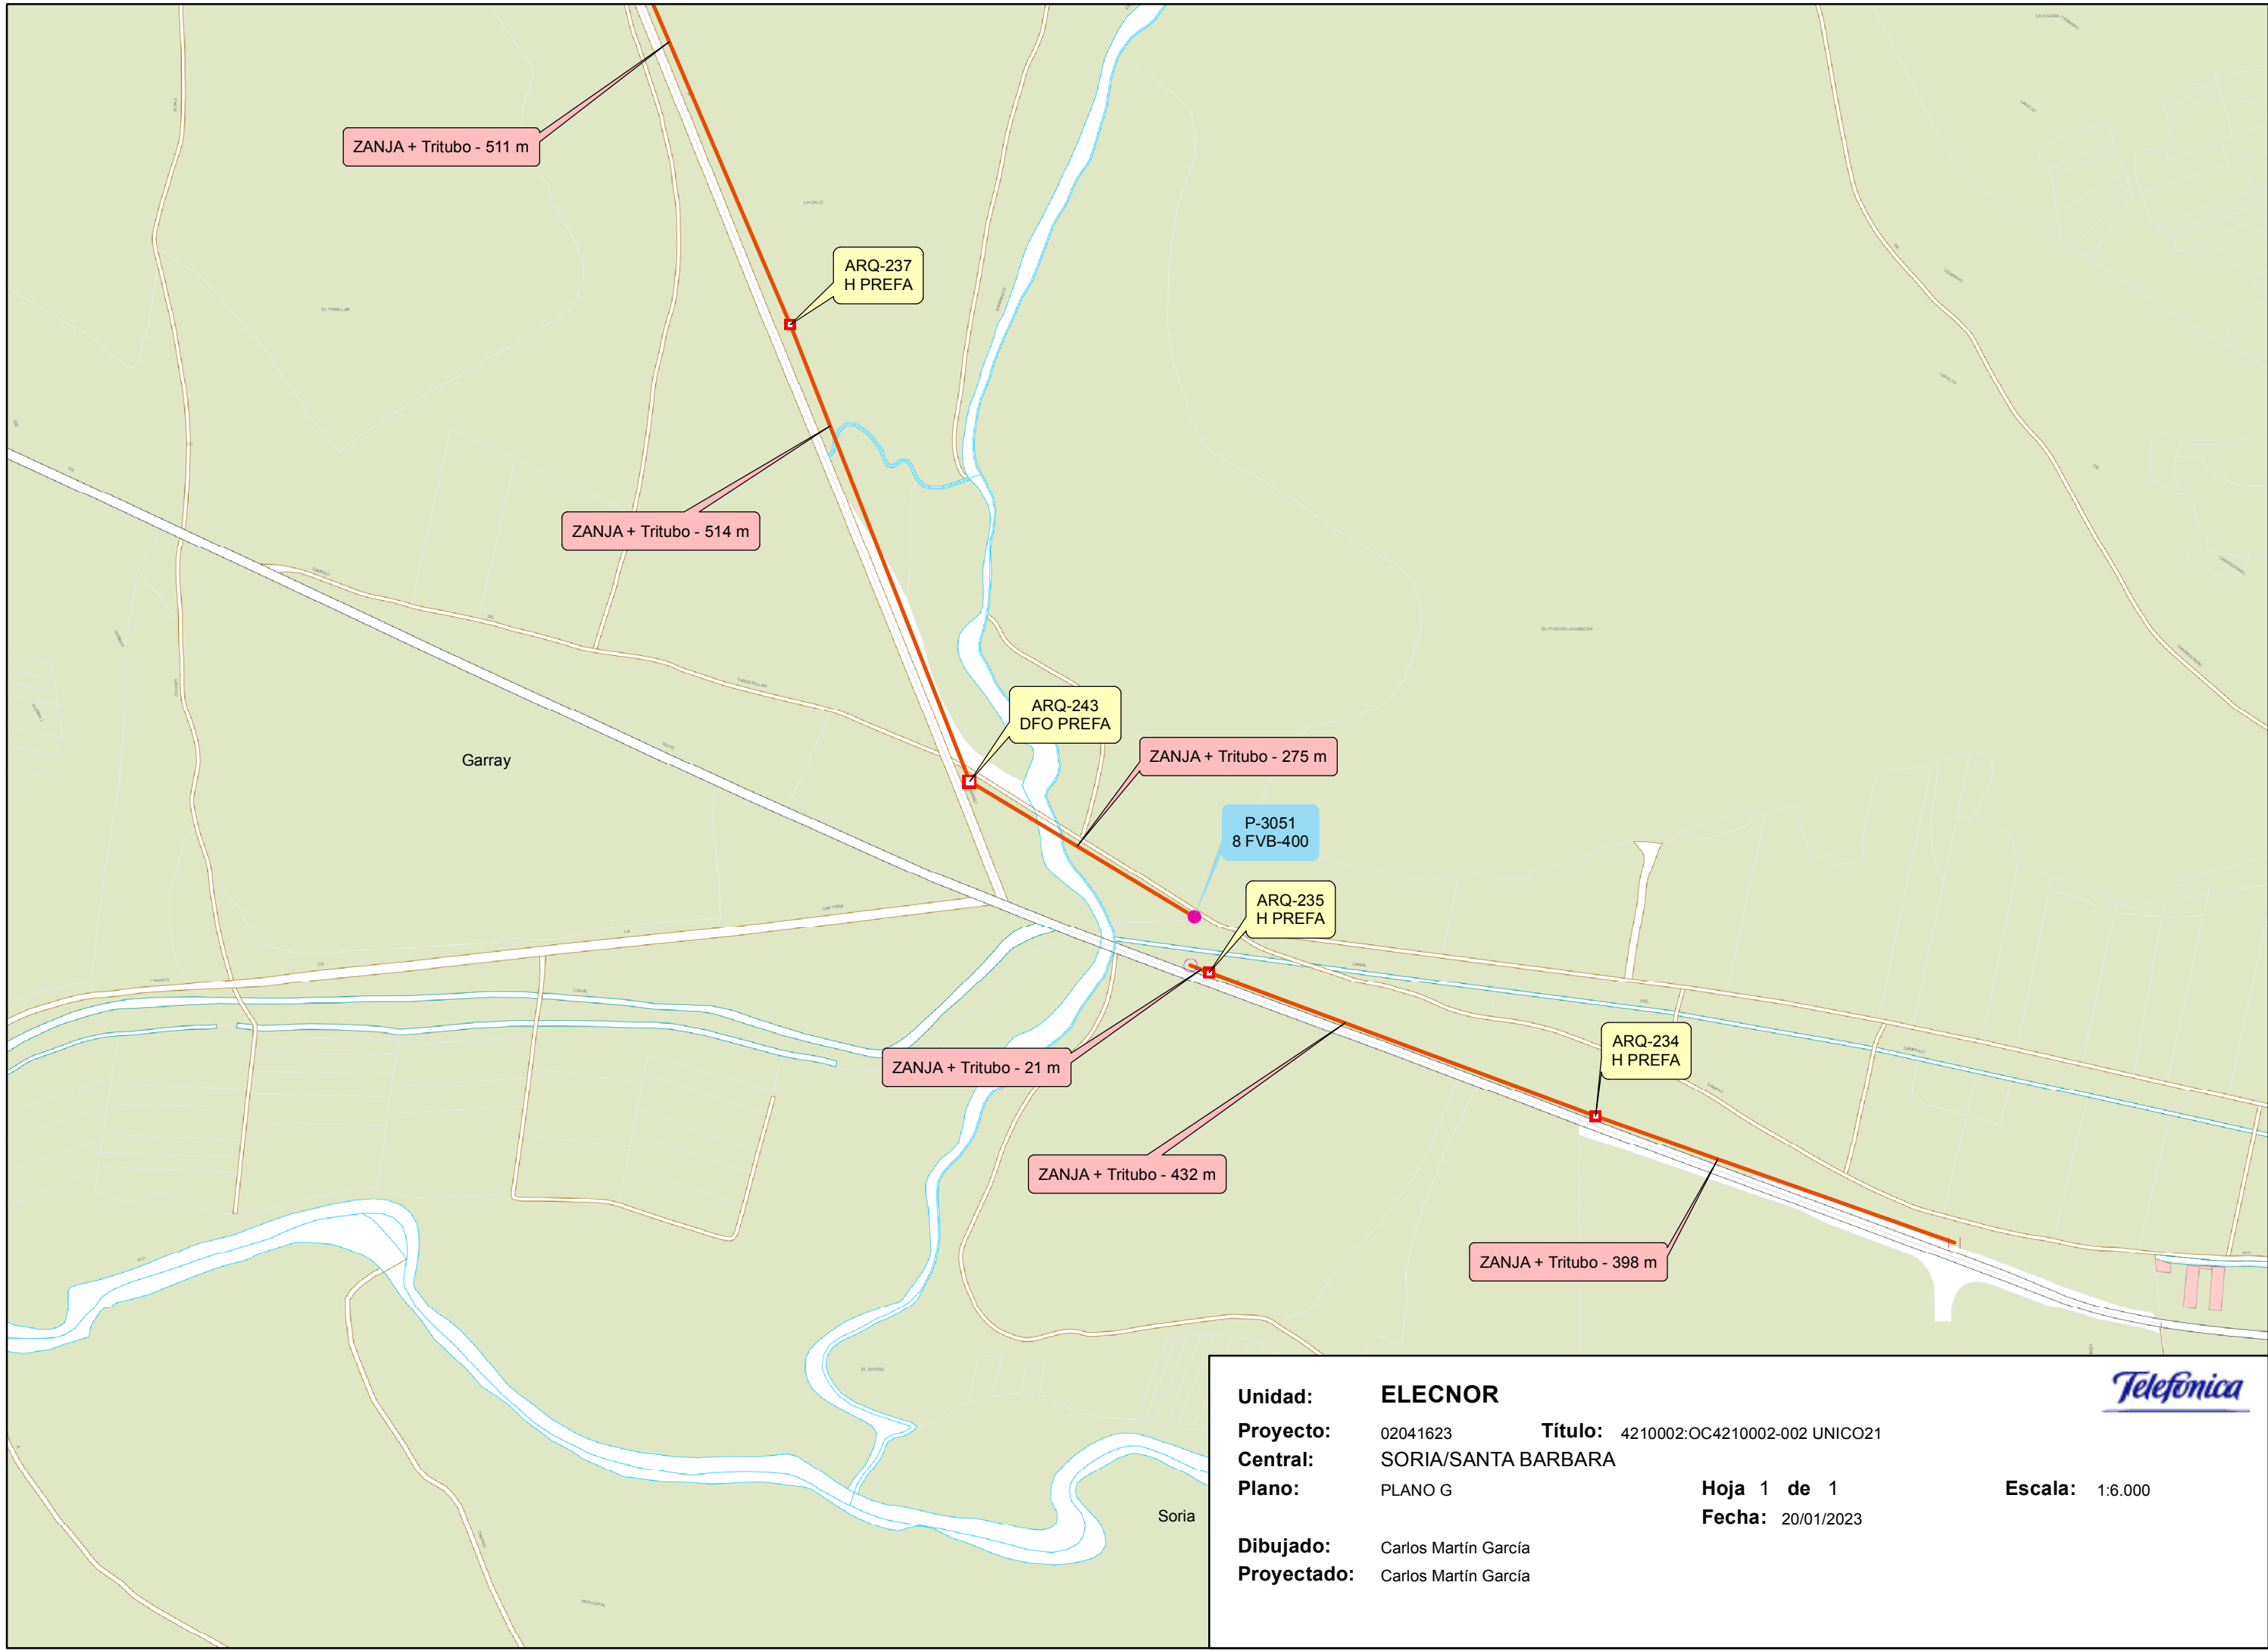 ZANJA + Tritubo - 511 m
ARQ-237
H PREFA
EL TOMILLAR
ZANJA + Tritubo - 514 m
ARQ-243
DFO PREFA
ZANJA + Tritubo - 275 m
Garray
P-3051
8 FVB-400
ARQ-235
H PREFA
ARQ-234
H PREFA
ZANJA + Tritubo - 21 m
ZANJA + Tritubo - 432 m
ZANJA + Tritubo - 398 m
Soria
Telefónica
Unidad: ELECNOR
Proyecto: 02041623 Título: 4210002:OC4210002-002 UNICO21
Central: SORIA/SANTA BARBARA
Plano: PLANO G Hoja 1 de 1 Escala: 1:6.000
Fecha: 20/01/2023
Dibujado: Carlos Martín García
Proyectado: Carlos Martín García